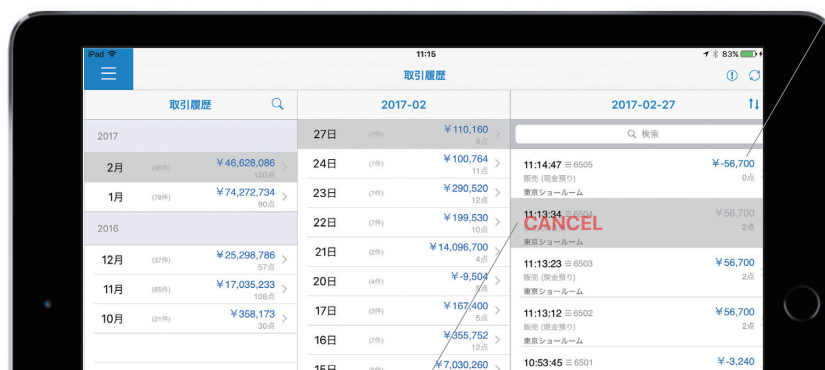 iPad 11:15 83%
取引履歴
取引履歴 2017-02 2017-02-27
2017
2月 (96件) ¥46,628,086
150点
1月 (78件) ¥74,272,734
90点
2016
12月 (37件) ¥25,298,786
57点
11月 (65件) ¥17,035,233
108点
10月 (31件) ¥358,173
30点
27日 (7件) ¥110,160
8点
24日 (7件) ¥100,764
11点
23日 (7件) ¥290,520
12点
22日 (7件) ¥199,530
10点
21日 (2件) ¥14,096,700
4点
20日 (4件) ¥-9,504
5点
17日 (3件) ¥167,400
5点
16日 (7件) ¥355,752
12点
15日 ¥7,030,260
検索
11:14:47 6505 ¥-56,700
販売 (現金預り) 0点
東京ショールーム
11:13:34 6504 ¥56,700
CANCEL 2点
東京ショールーム
11:13:23 6503 ¥56,700
販売 (現金預り) 2点
東京ショールーム
11:13:12 6502 ¥56,700
販売 (現金預り) 2点
東京ショールーム
10:53:45 6501 ¥-3,240